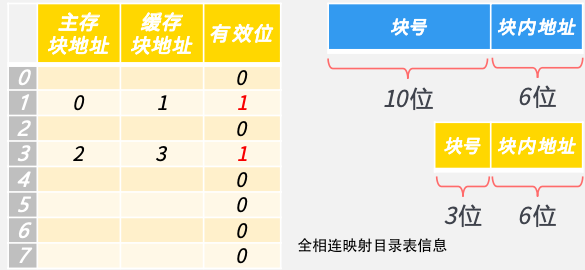 主存块地址 缓存块地址 有效位
0 0
1 0 1 1
2 0
3 2 3 1
4 0
5 0
6 0
7 0
块号 块内地址
10位 6位
块号 块内地址
3位 6位
全相连映射目录表信息